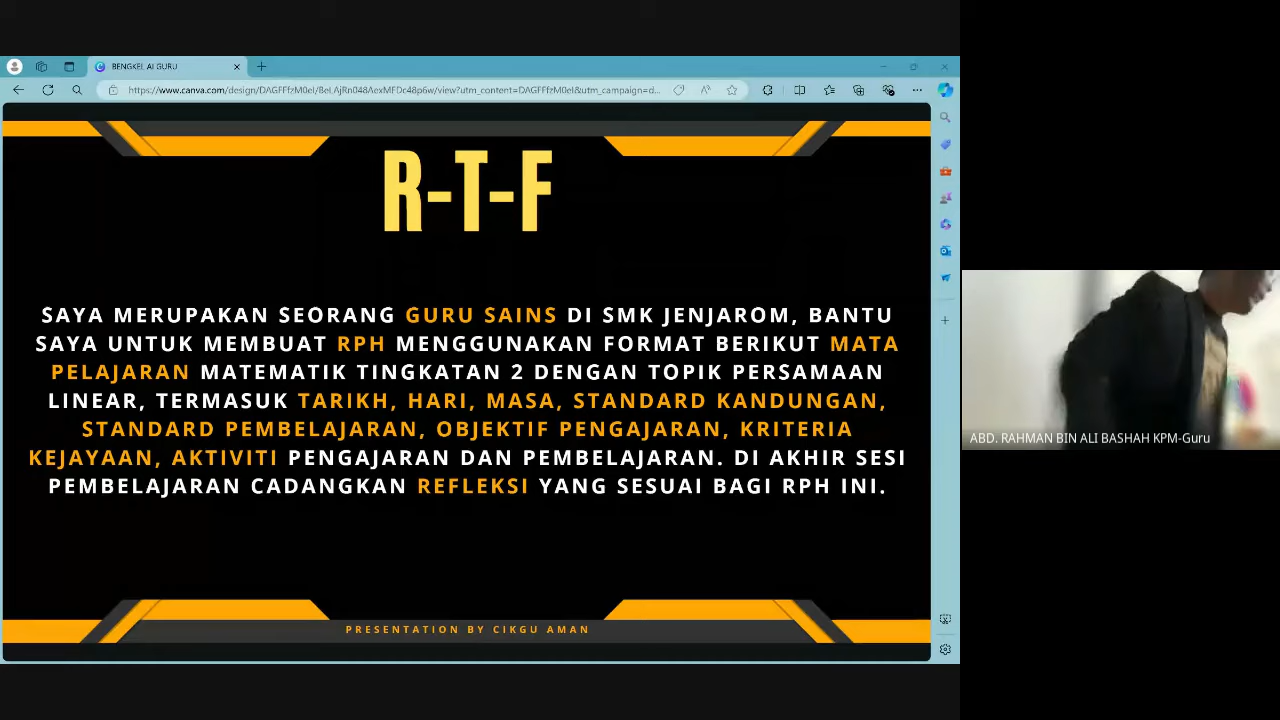 BENGKEL AI GURU
https://www.canva.com/design/DAGFFfzM0eI/BeLAjRn048AexMFDc48p6w/view?utm_content=DAGFFfzM0eI&utm_campaign=d...
R-T-F
SAYA MERUPAKAN SEORANG GURU SAINS DI SMK JENJAROM, BANTU
SAYA UNTUK MEMBUAT RPH MENGGUNAKAN FORMAT BERIKUT MATA
PELAJARAN MATEMATIK TINGKATAN 2 DENGAN TOPIK PERSAMAAN
LINEAR, TERMASUK TARIKH, HARI, MASA, STANDARD KANDUNGAN,
STANDARD PEMBELAJARAN, OBJEKTIF PENGAJARAN, KRITERIA
KEJAYAAN, AKTIVITI PENGAJARAN DAN PEMBELAJARAN. DI AKHIR SESI
PEMBELAJARAN CADANGKAN REFLEKSI YANG SESUAI BAGI RPH INI.
PRESENTATION BY CIKGU AMAN
ABD. RAHMAN BIN ALI BASHAH KPM-Guru